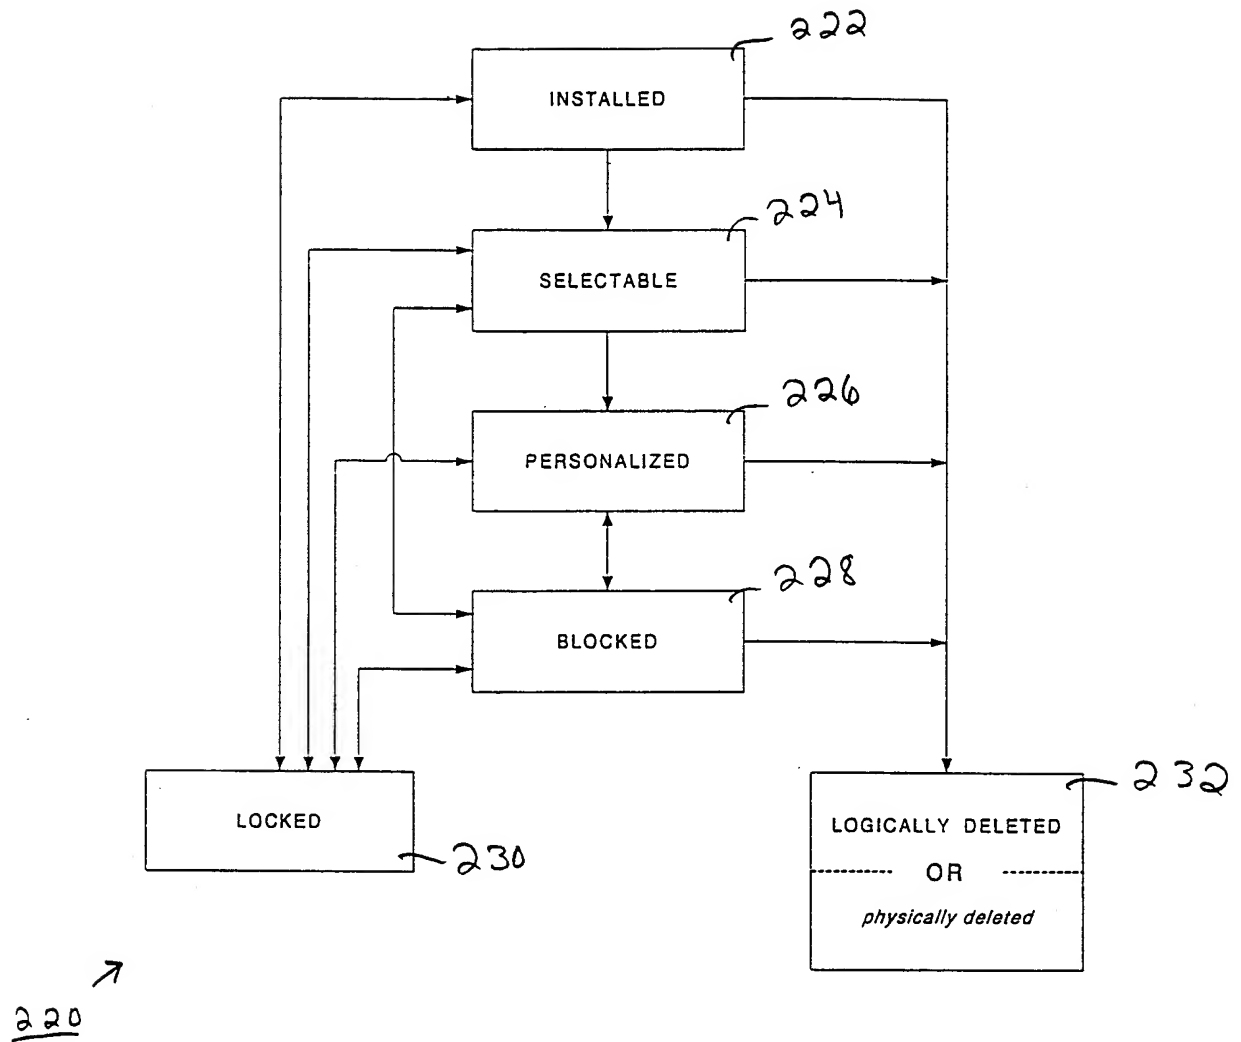 222
INSTALLED
224
SELECTABLE
226
PERSONALIZED
228
BLOCKED
232
LOCKED
LOGICALLY DELETED
230
OR
physically deleted
220